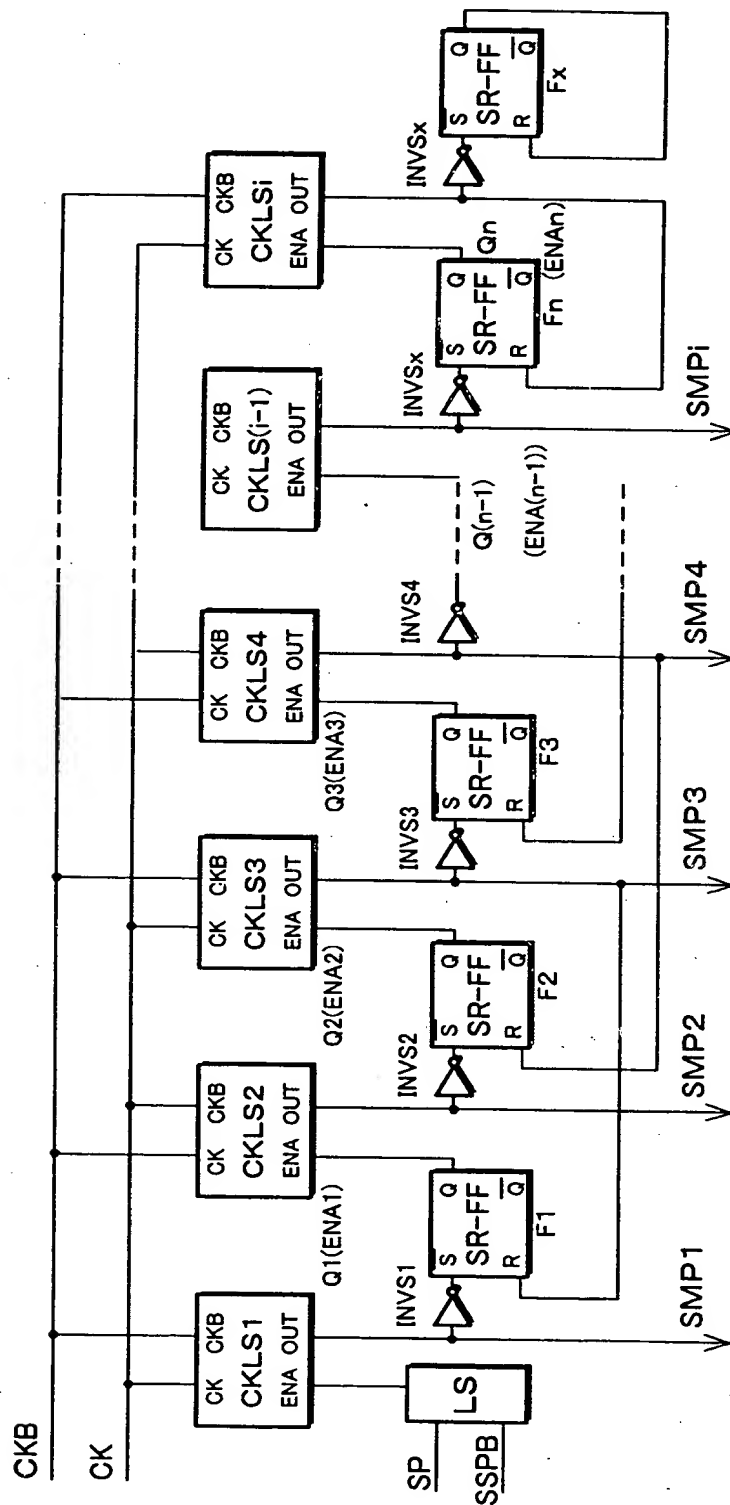 CKB
CK
CK CKB
CKLS1
ENA OUT
CK CKB
CKLS2
ENA OUT
CK CKB
CKLS3
ENA OUT
CK CKB
CKLS4
ENA OUT
CK CKB
CKLS(i-1)
ENA OUT
CK CKB
CKLSi
ENA OUT
Q1(ENA1)
Q2(ENA2)
Q3(ENA3)
Q(n-1)
(ENA(n-1))
Qn
(ENAn)
SP
SSPB
LS
INVS1
S Q
SR-FF
R Q
F1
INVS2
S Q
SR-FF
R Q
F2
INVS3
S Q
SR-FF
R Q
F3
INVS4
INVSx
S Q
SR-FF
R Q
Fn
INVSx
S Q
SR-FF
R Q
Fx
SMP1
SMP2
SMP3
SMP4
SMPi